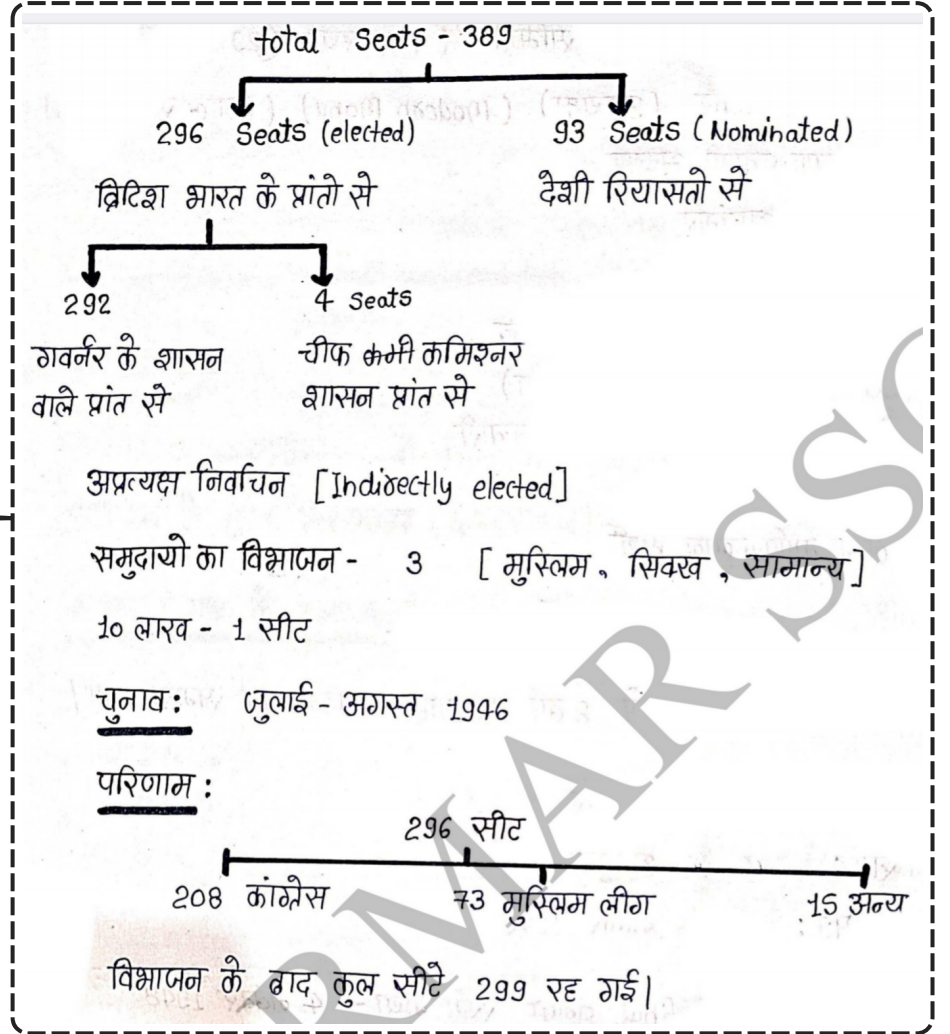 total Seats - 389
296 Seats (elected) 93 Seats (Nominated)
ब्रिटिश भारत के प्रांतो से देशी रियासतो से
292 4 Seats
गवर्नर के शासन चीफ कमी कमिश्नर
वाले प्रांत से शासन प्रांत से
अप्रत्यक्ष निर्वाचन [Indirectly elected]
समुदायो का विभाजन - 3 [मुस्लिम, सिक्ख, सामान्य]
10 लाख - 1 सीट
चुनाव: जुलाई - अगस्त 1946
परिणाम:
296 सीट
208 कांग्रेस 73 मुस्लिम लीग 15 अन्य
विभाजन के बाद कुल सीटे 299 रह गई।
RMAR SSC